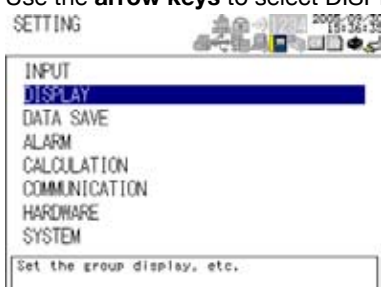 Use the arrow keys to select DISP
SETTING
INPUT
DISPLAY
DATA SAVE
ALARM
CALCULATION
COMMUNICATION
HARDWARE
SYSTEM
Set the group display, etc.